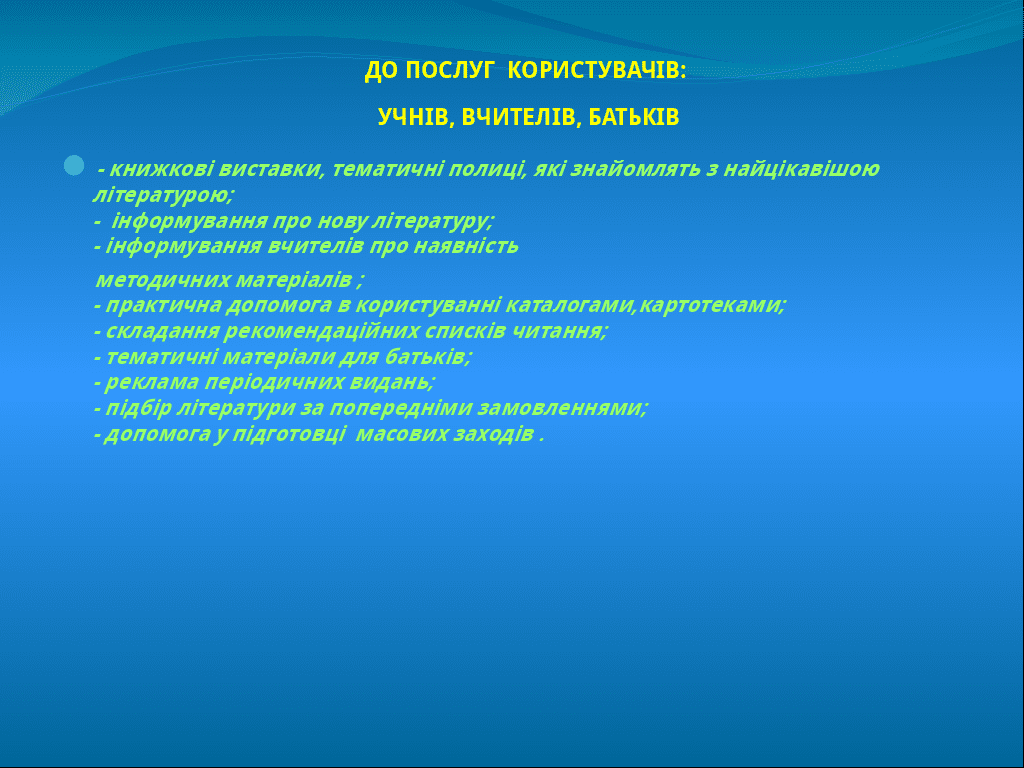 ДО ПОСЛУГ  КОРИСТУВАЧІВ:
УЧНІВ, ВЧИТЕЛІВ, БАТЬКІВ
- книжкові виставки, тематичні полиці, які знайомлять з найцікавішою
літературою;
-  інформування про нову літературу;
- інформування вчителів про наявність
методичних матеріалів ;
- практична допомога в користуванні каталогами,картотеками;
- складання рекомендаційних списків читання;
- тематичні матеріали для батьків;
- реклама періодичних видань;
- підбір літератури за попередніми замовленнями;
- допомога у підготовці  масових заходів .